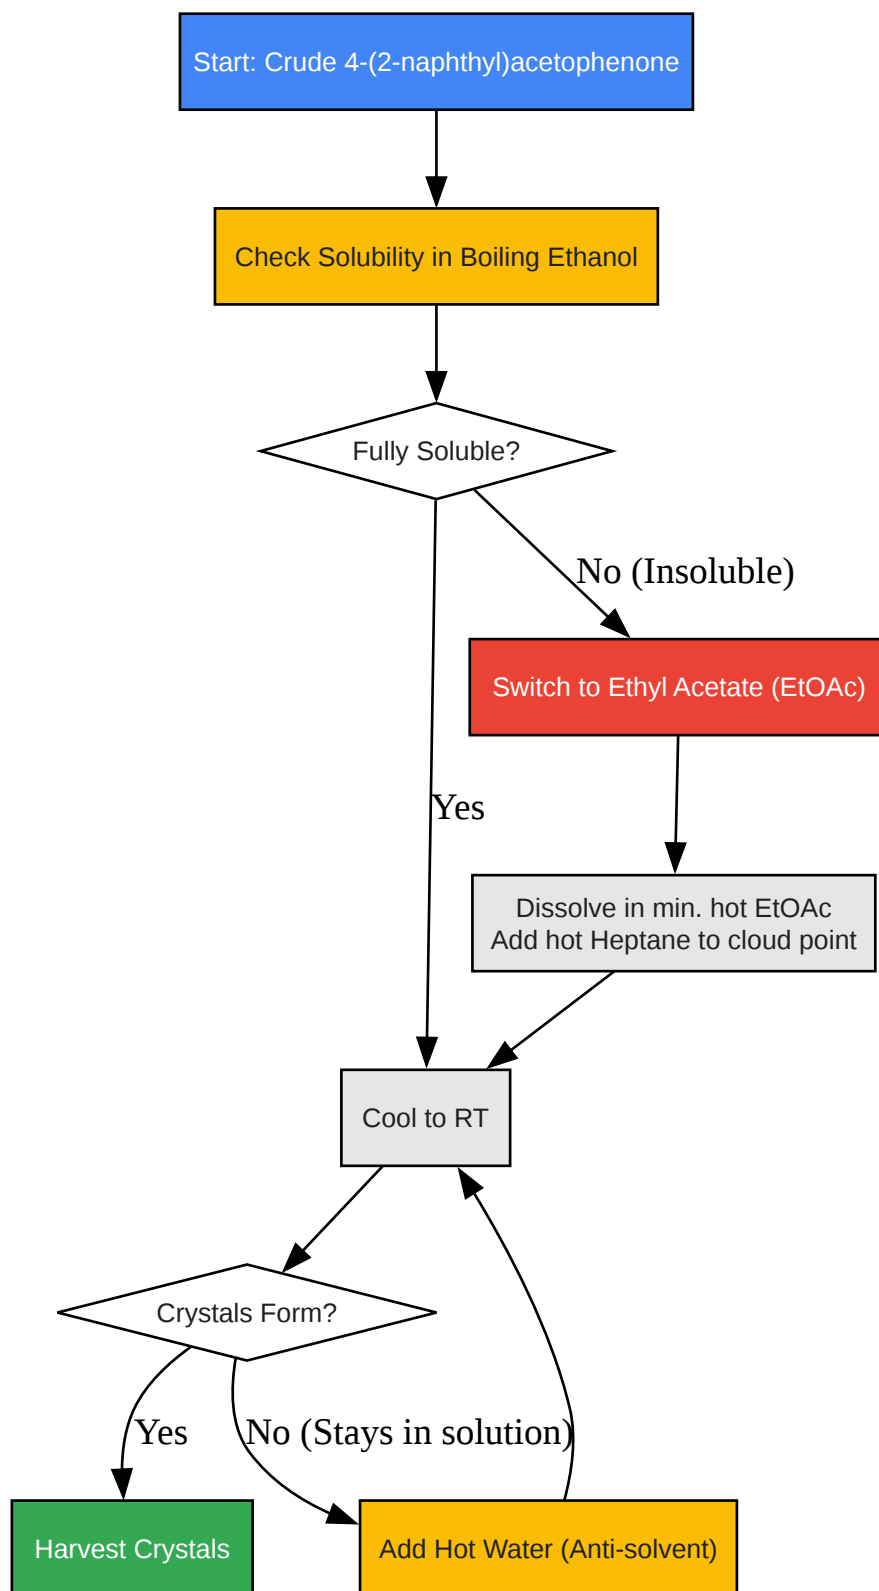 Start: Crude 4-(2-naphthyl)acetophenone
Check Solubility in Boiling Ethanol
Fully Soluble?
No (Insoluble)
Switch to Ethyl Acetate (EtOAc)
Yes
Dissolve in min. hot EtOAc
Add hot Heptane to cloud point
Cool to RT
Crystals Form?
Yes
No (Stays in solution)
Harvest Crystals
Add Hot Water (Anti-solvent)